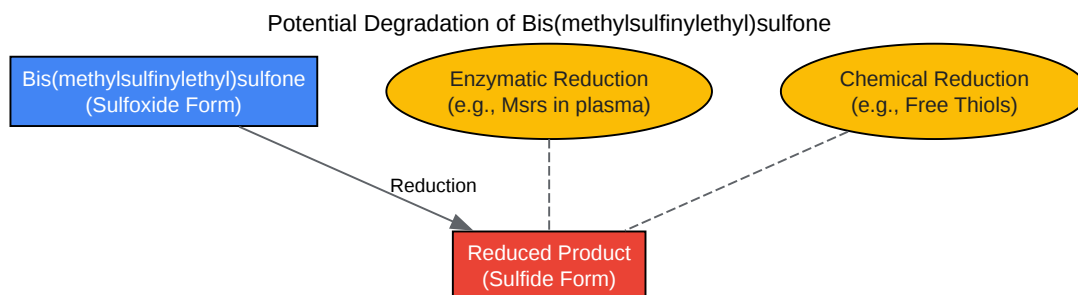 Potential Degradation of Bis(methylsulfinylethyl)sulfone
Bis(methylsulfinylethyl)sulfone
(Sulfoxide Form)
Enzymatic Reduction
(e.g., Msrs in plasma)
Chemical Reduction
(e.g., Free Thiols)
Reduction
Reduced Product
(Sulfide Form)